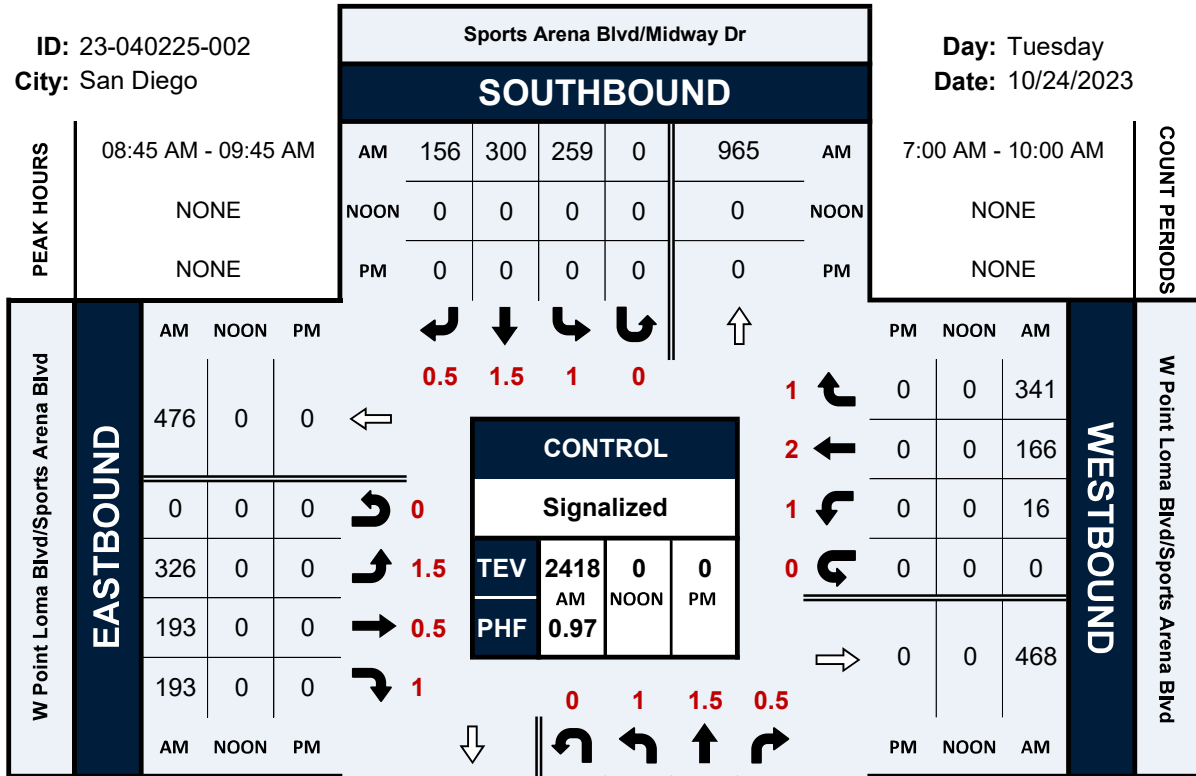 ID: 23-040225-002
City: San Diego
Sports Arena Blvd/Midway Dr
SOUTHBOUND
Day: Tuesday
Date: 10/24/2023
PEAK HOURS
08:45 AM - 09:45 AM
NONE
NONE
AM 156 300 259 0 965 AM
NOON 0 0 0 0 0 NOON
PM 0 0 0 0 0 PM
0.5 1.5 1 0
7:00 AM - 10:00 AM
NONE
NONE
COUNT PERIODS
W Point Loma Blvd/Sports Arena Blvd
EASTBOUND
AM NOON PM
476 0 0
0 0 0 0
326 0 0 1.5
193 0 0 0.5
193 0 0 1
AM NOON PM
CONTROL
Signalized
TEV 2418 0 0
AM NOON PM
PHF 0.97
PM NOON AM
1 0 0 341
2 0 0 166
1 0 0 16
0 0 0 0
0 0 468
PM NOON AM
WESTBOUND
W Point Loma Blvd/Sports Arena Blvd
0 1 1.5 0.5